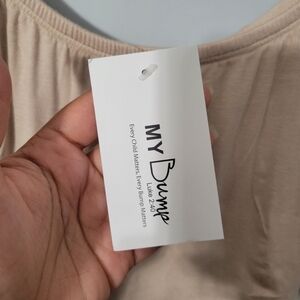 MY
Bump
Luke 2:40
Every Child Matters, Every Bump Matters